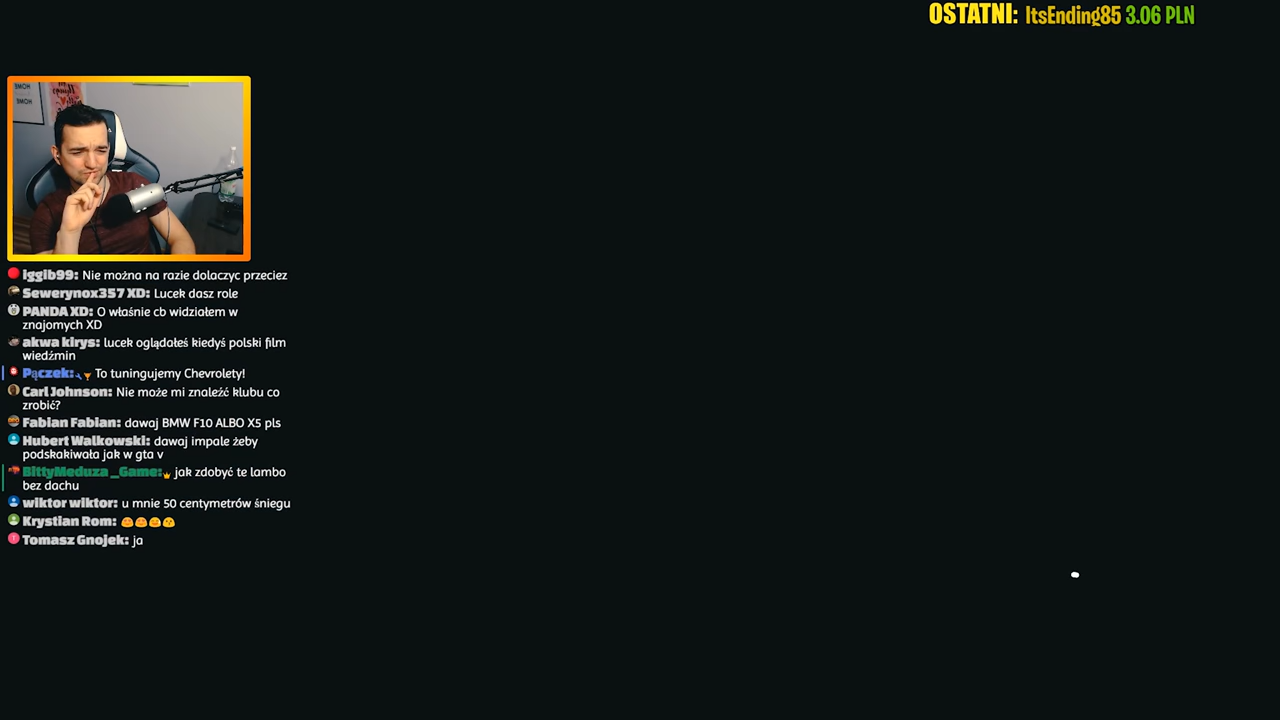 OSTATNI: ItsEnding85 3.06 PLN
HOME
HOME
Iggib99: Nie można na razie dolaczyc przeciez
Sewerynox357 XD: Lucek dasz role
PANDA XD: O właśnie cb widziałem w
znajomych XD
akwa kirys: lucek oglądałeś kiedyś polski film
wiedźmin
Pączek: To tuningujemy Chevrolety!
Carl Johnson: Nie może mi znaleźć klubu co
zrobić?
Fabian Fabian: dawaj BMW F10 ALBO X5 pls
Hubert Walkowski: dawaj impale żeby
podskakiwała jak w gta v
BittyMeduza_Game: jak zdobyć te lambo
bez dachu
wiktor wiktor: u mnie 50 centymetrów śniegu
Krystian Rom:
Tomasz Gnojek: ja